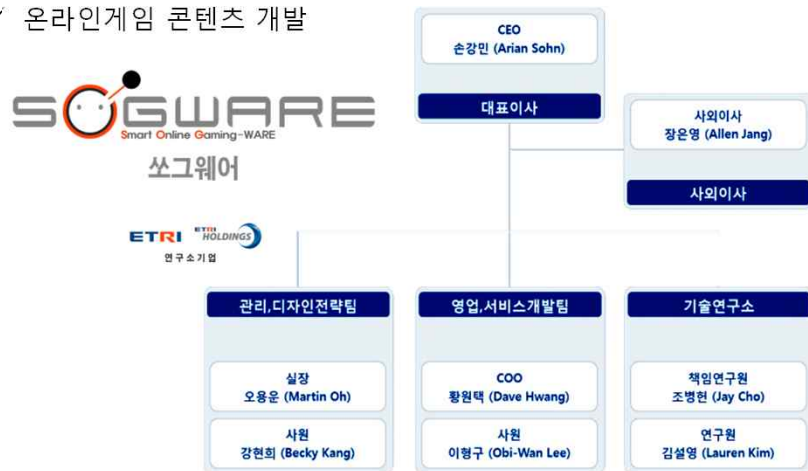 온라인게임 콘텐츠 개발
SOGWARE
Smart Online Gaming-WARE
쏘그웨어
ETRI ETRI HOLDINGS
연구소기업
CEO
손강민 (Arian Sohn)
대표이사
사외이사
장은영 (Allen Jang)
사외이사
관리,디자인전략팀
실장
오용운 (Martin Oh)
사원
강현희 (Becky Kang)
영업,서비스개발팀
COO
황원택 (Dave Hwang)
사원
이형구 (Obi-Wan Lee)
기술연구소
책임연구원
조병헌 (Jay Cho)
연구원
김설영 (Lauren Kim)